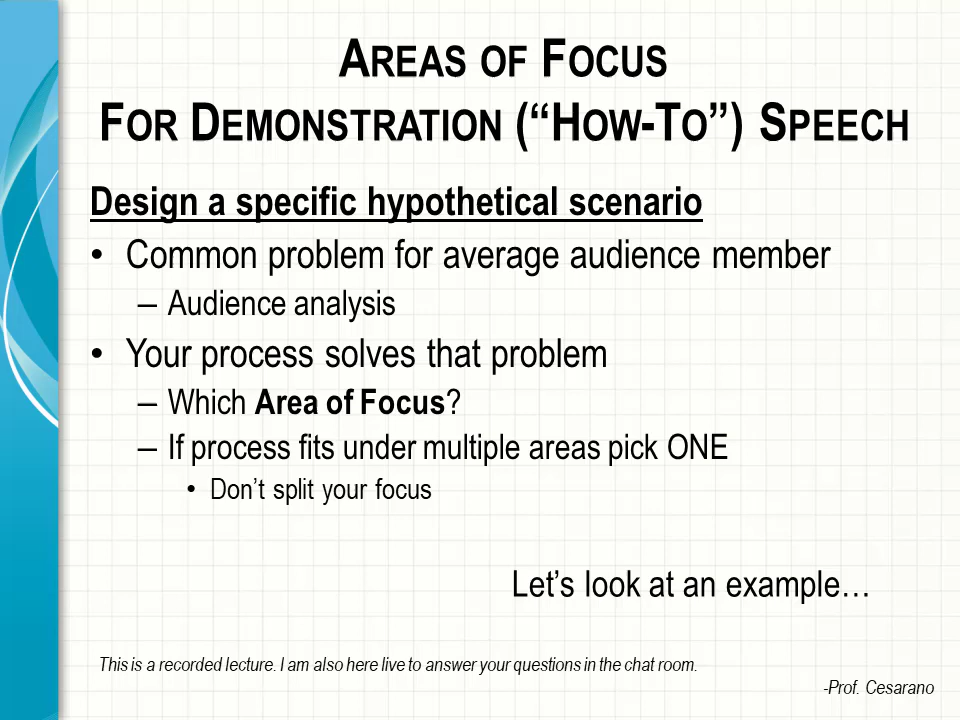 AREAS OF FOCUS
FOR DEMONSTRATION (“HOW-TO”) SPEECH
Design a specific hypothetical scenario
• Common problem for average audience member
– Audience analysis
• Your process solves that problem
– Which Area of Focus?
– If process fits under multiple areas pick ONE
• Don’t split your focus
Let’s look at an example…
This is a recorded lecture. I am also here live to answer your questions in the chat room.
-Prof. Cesarano